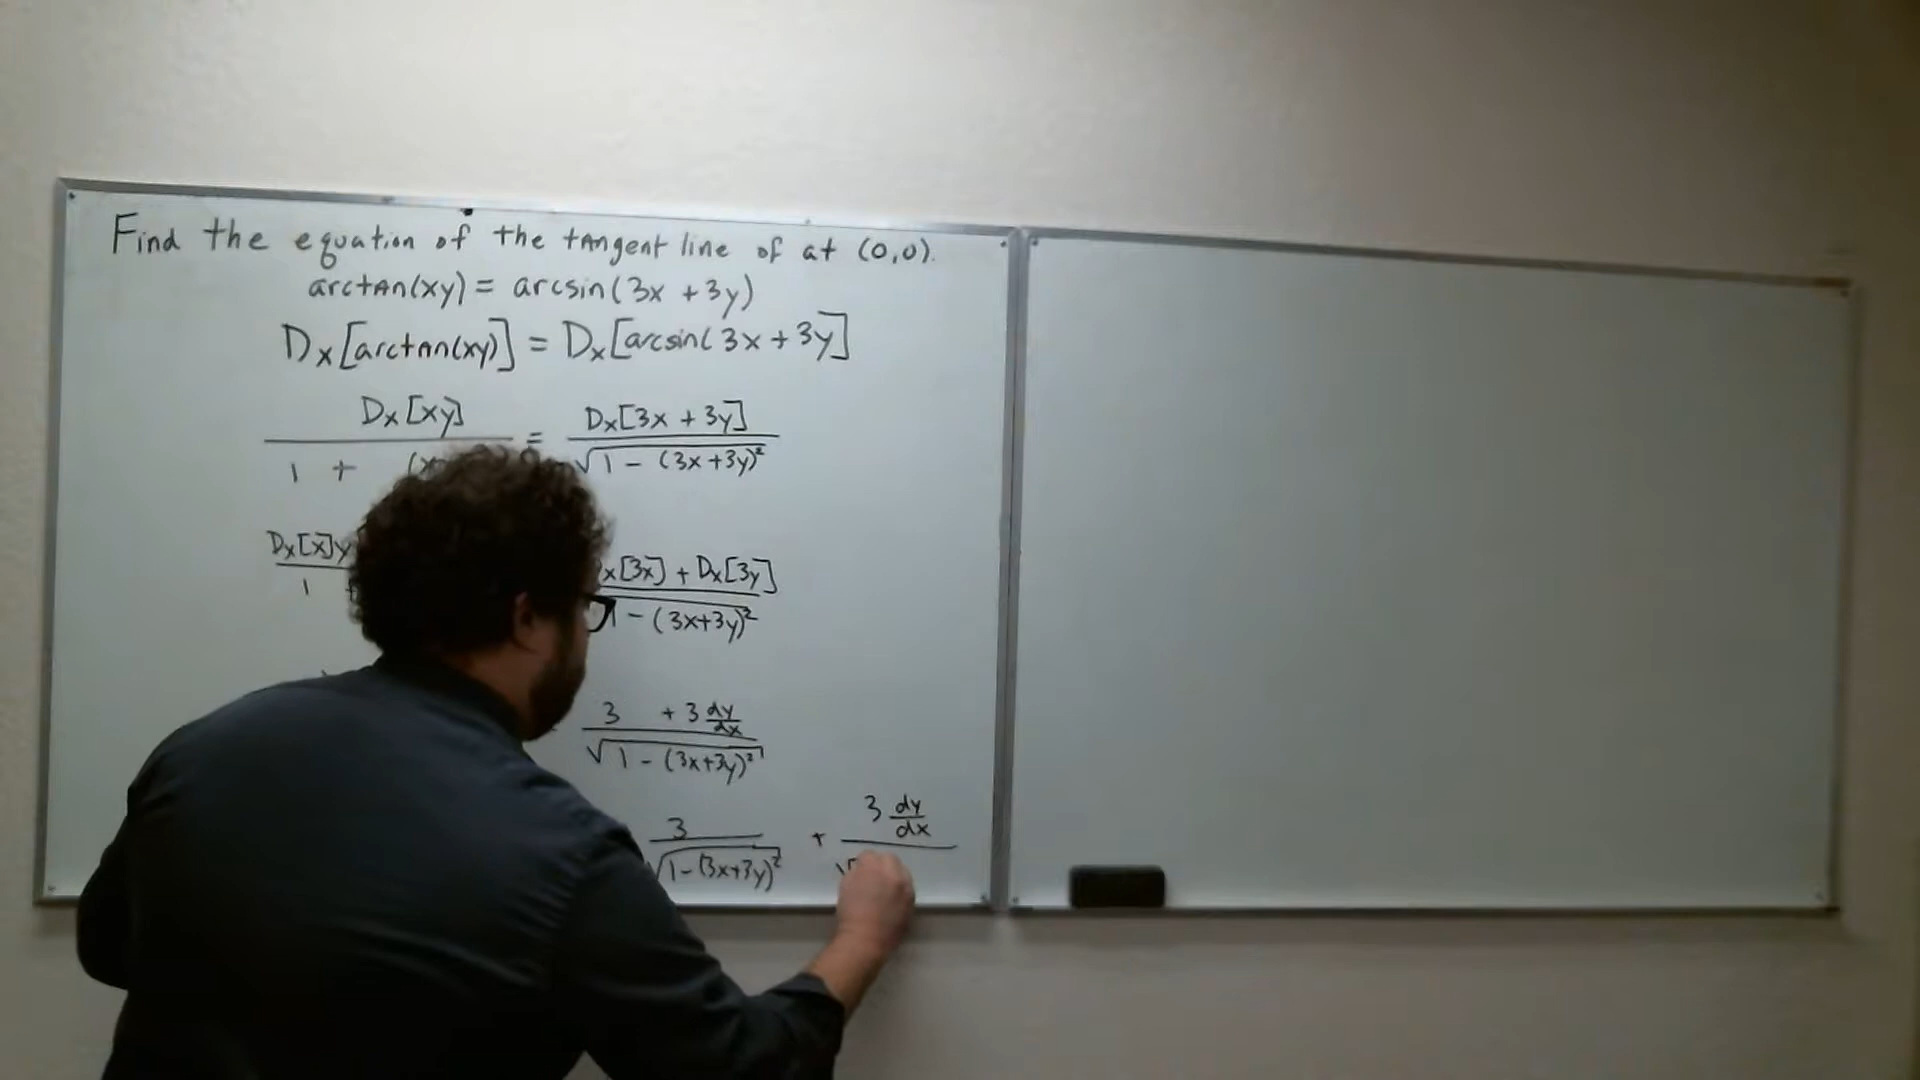 Find the equation of the tangent line of at (0,0).
arctan(xy) = arcsin(3x + 3y)
Dx[arctan(xy)] = Dx[arcsin(3x + 3y]
Dx[xy] / 1 + (x = Dx[3x + 3y] / √1 - (3x+3y)²
Dx[x]y / 1 x[3x] + Dx[3y] / 1 - (3x+3y)²
3 + 3 dy/dx / √1 - (3x+3y)²
3 / √1-(3x+3y)² + 3 dy/dx / √